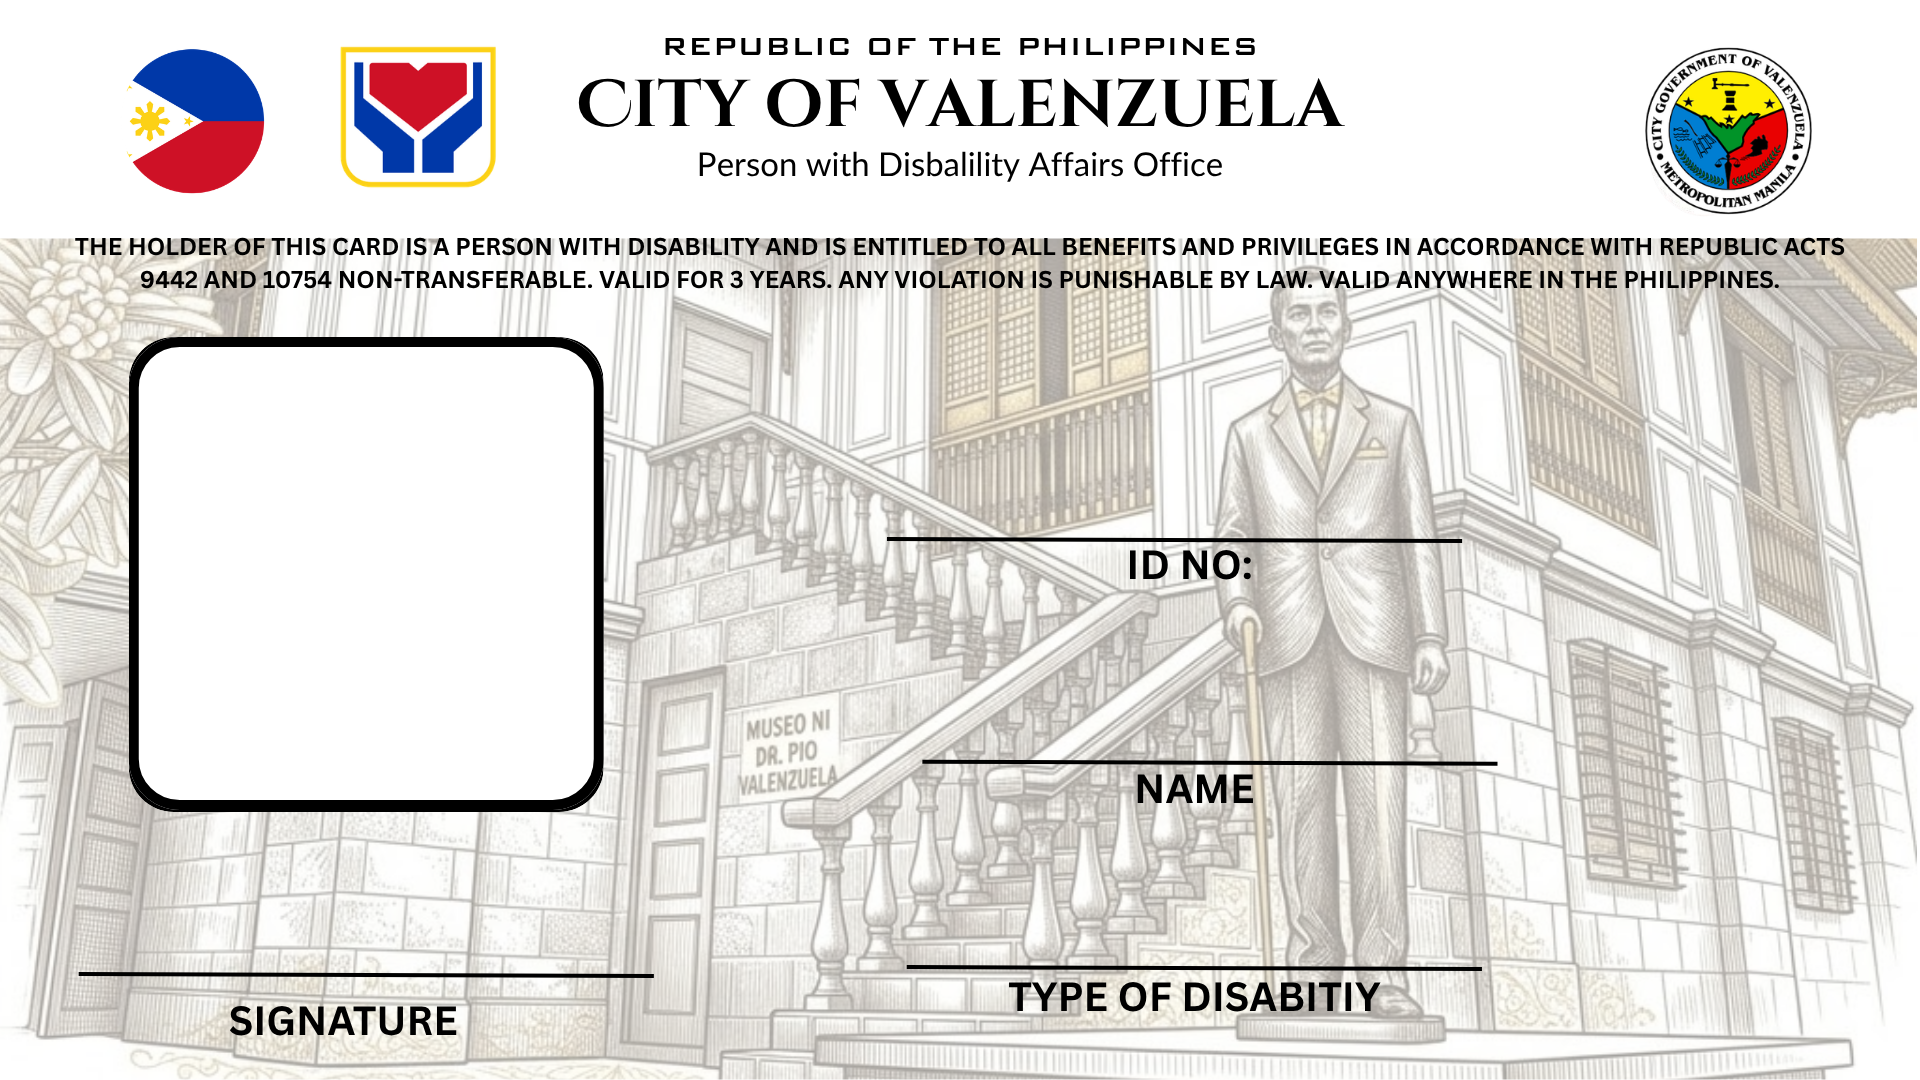 REPUBLIC OF THE PHILIPPINES
CITY OF VALENZUELA
Person with Disbalility Affairs Office
CITY GOVERNMENT OF VALENZUELA
METROPOLITAN MANILA
THE HOLDER OF THIS CARD IS A PERSON WITH DISABILITY AND IS ENTITLED TO ALL BENEFITS AND PRIVILEGES IN ACCORDANCE WITH REPUBLIC ACTS
9442 AND 10754 NON-TRANSFERABLE. VALID FOR 3 YEARS. ANY VIOLATION IS PUNISHABLE BY LAW. VALID ANYWHERE IN THE PHILIPPINES.
ID NO:
MUSEO NI
DR. PIO
VALENZUELA
NAME
TYPE OF DISABITIY
SIGNATURE